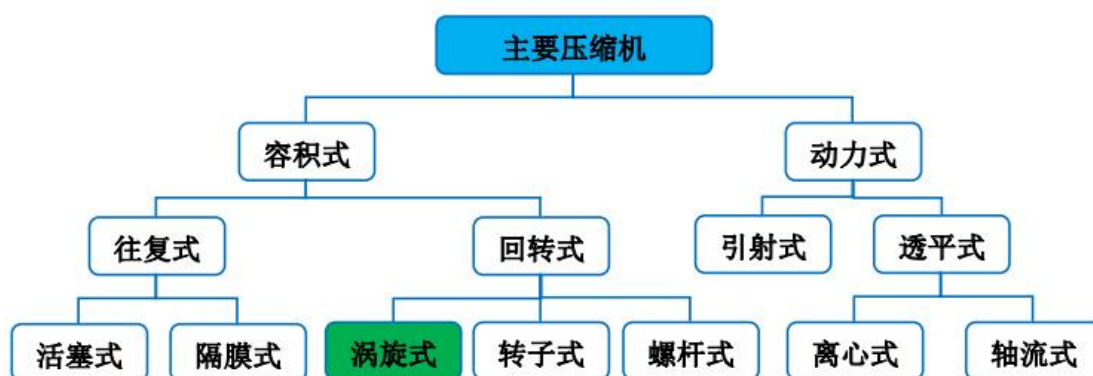 主要压缩机
容积式
动力式
往复式
回转式
引射式
透平式
活塞式
隔膜式
涡旋式
转子式
螺杆式
离心式
轴流式